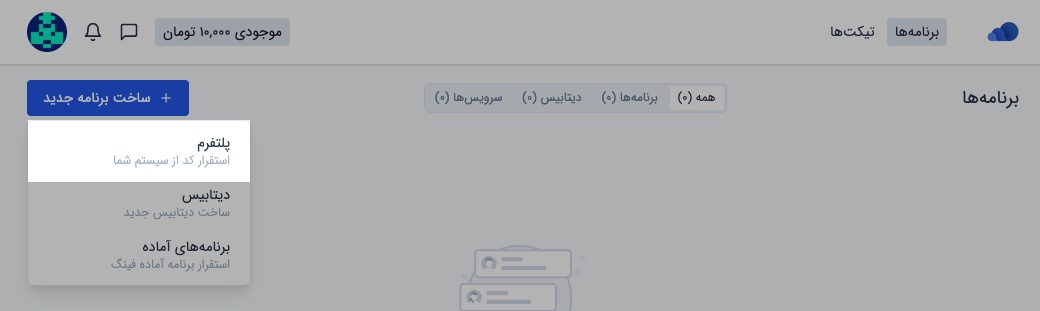 برنامه‌ها
تیکت‌ها
موجودی ۱۰,۰۰۰ تومان
برنامه‌ها
همه (۰)
برنامه‌ها (۰)
دیتابیس (۰)
سرویس‌ها (۰)
+ ساخت برنامه جدید
پلتفرم
استقرار کد از سیستم شما
دیتابیس
ساخت دیتابیس جدید
برنامه‌های آماده
استقرار برنامه آماده فینگ